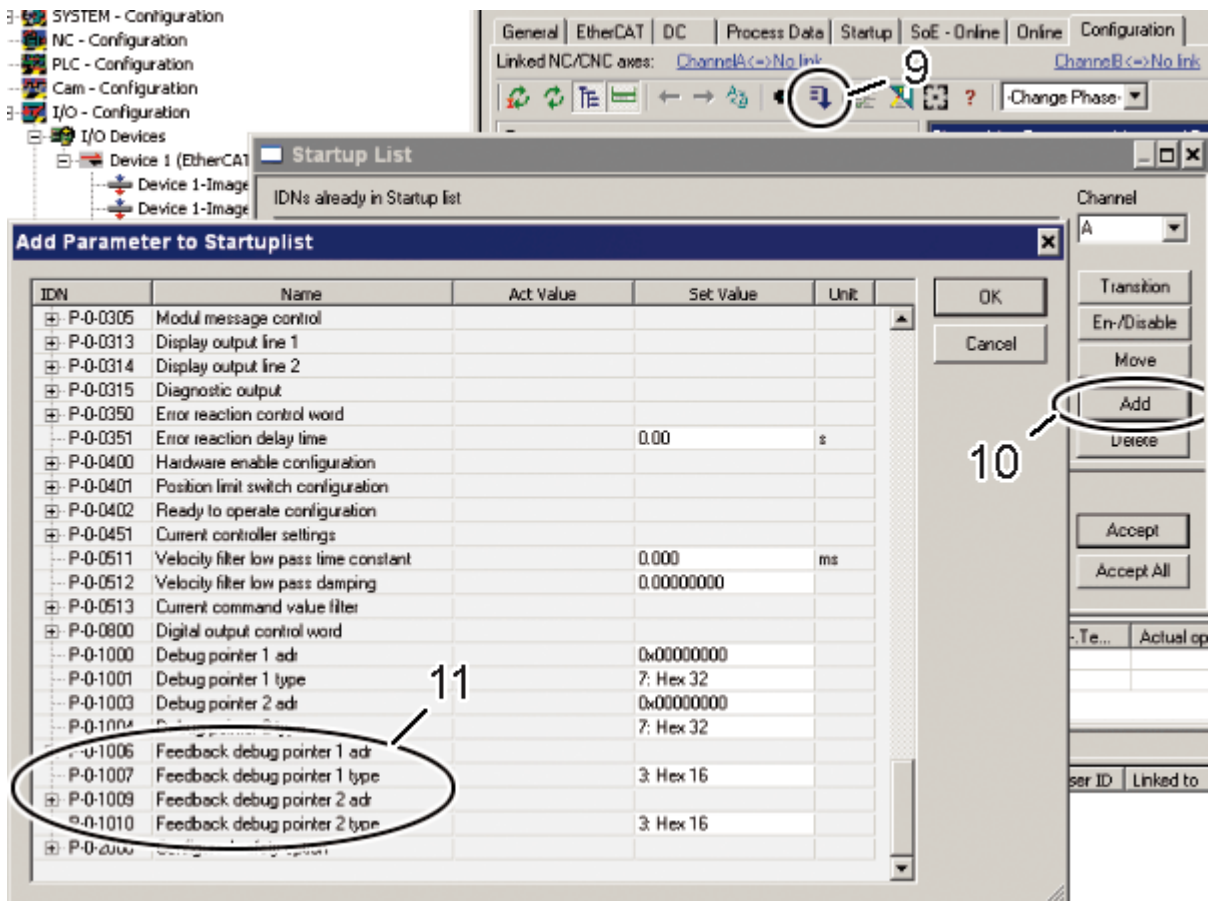 SYSTEM - Configuration
NC - Configuration
PLC - Configuration
Cam - Configuration
I/O - Configuration
I/O Devices
Device 1 (EtherCAT
Device 1-Image
Device 1-Image
General EtherCAT DC Process Data Startup SoE - Online Online Configuration
Linked NC/CNC axes: ChannelA<=>No link ChannelB<=>No link
9
-Change Phase-
Startup List
IDNs already in Startup list
Channel
A
Transition
En-/Disable
Move
Add
Delete
10
Accept
Accept All
-.Te... Actual op
ser ID Linked to
Add Parameter to Startuplist
IDN Name Act Value Set Value Unit
P-0-0305 Modul message control
P-0-0313 Display output line 1
P-0-0314 Display output line 2
P-0-0315 Diagnostic output
P-0-0350 Error reaction control word
P-0-0351 Error reaction delay time 0.00 s
P-0-0400 Hardware enable configuration
P-0-0401 Position limit switch configuration
P-0-0402 Ready to operate configuration
P-0-0451 Current controller settings
P-0-0511 Velocity filter low pass time constant 0.000 ms
P-0-0512 Velocity filter low pass damping 0.00000000
P-0-0513 Current command value filter
P-0-0800 Digital output control word
P-0-1000 Debug pointer 1 adr 0x00000000
P-0-1001 Debug pointer 1 type 7: Hex 32
P-0-1003 Debug pointer 2 adr 0x00000000
P-0-1004 7: Hex 32
P-0-1006 Feedback debug pointer 1 adr
P-0-1007 Feedback debug pointer 1 type 3: Hex 16
P-0-1009 Feedback debug pointer 2 adr
P-0-1010 Feedback debug pointer 2 type 3: Hex 16
P-0-2000
11
OK
Cancel